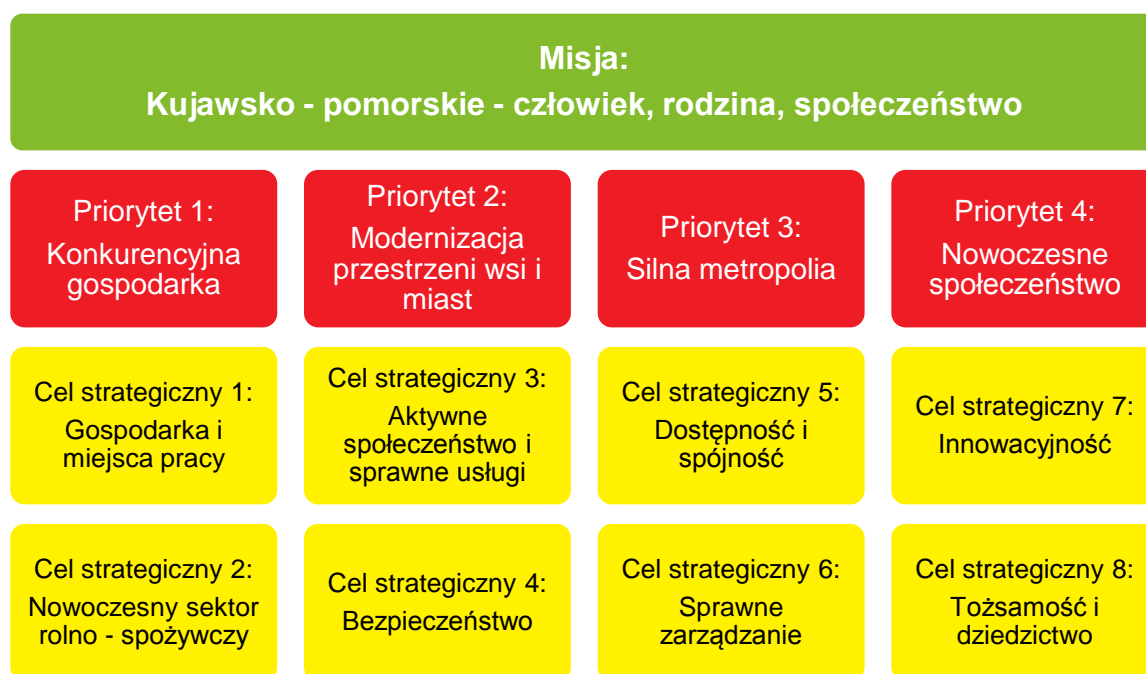 Misja:
Kujawsko - pomorskie - człowiek, rodzina, społeczeństwo
Priorytet 1:
Konkurencyjna
gospodarka
Priorytet 2:
Modernizacja
przestrzeni wsi i
miast
Priorytet 3:
Silna metropolia
Priorytet 4:
Nowoczesne
społeczeństwo
Cel strategiczny 1:
Gospodarka i
miejsca pracy
Cel strategiczny 3:
Aktywne
społeczeństwo i
sprawne usługi
Cel strategiczny 5:
Dostępność i
spójność
Cel strategiczny 7:
Innowacyjność
Cel strategiczny 2:
Nowoczesny sektor
rolno - spożywczy
Cel strategiczny 4:
Bezpieczeństwo
Cel strategiczny 6:
Sprawne
zarządzanie
Cel strategiczny 8:
Tożsamość i
dziedzictwo